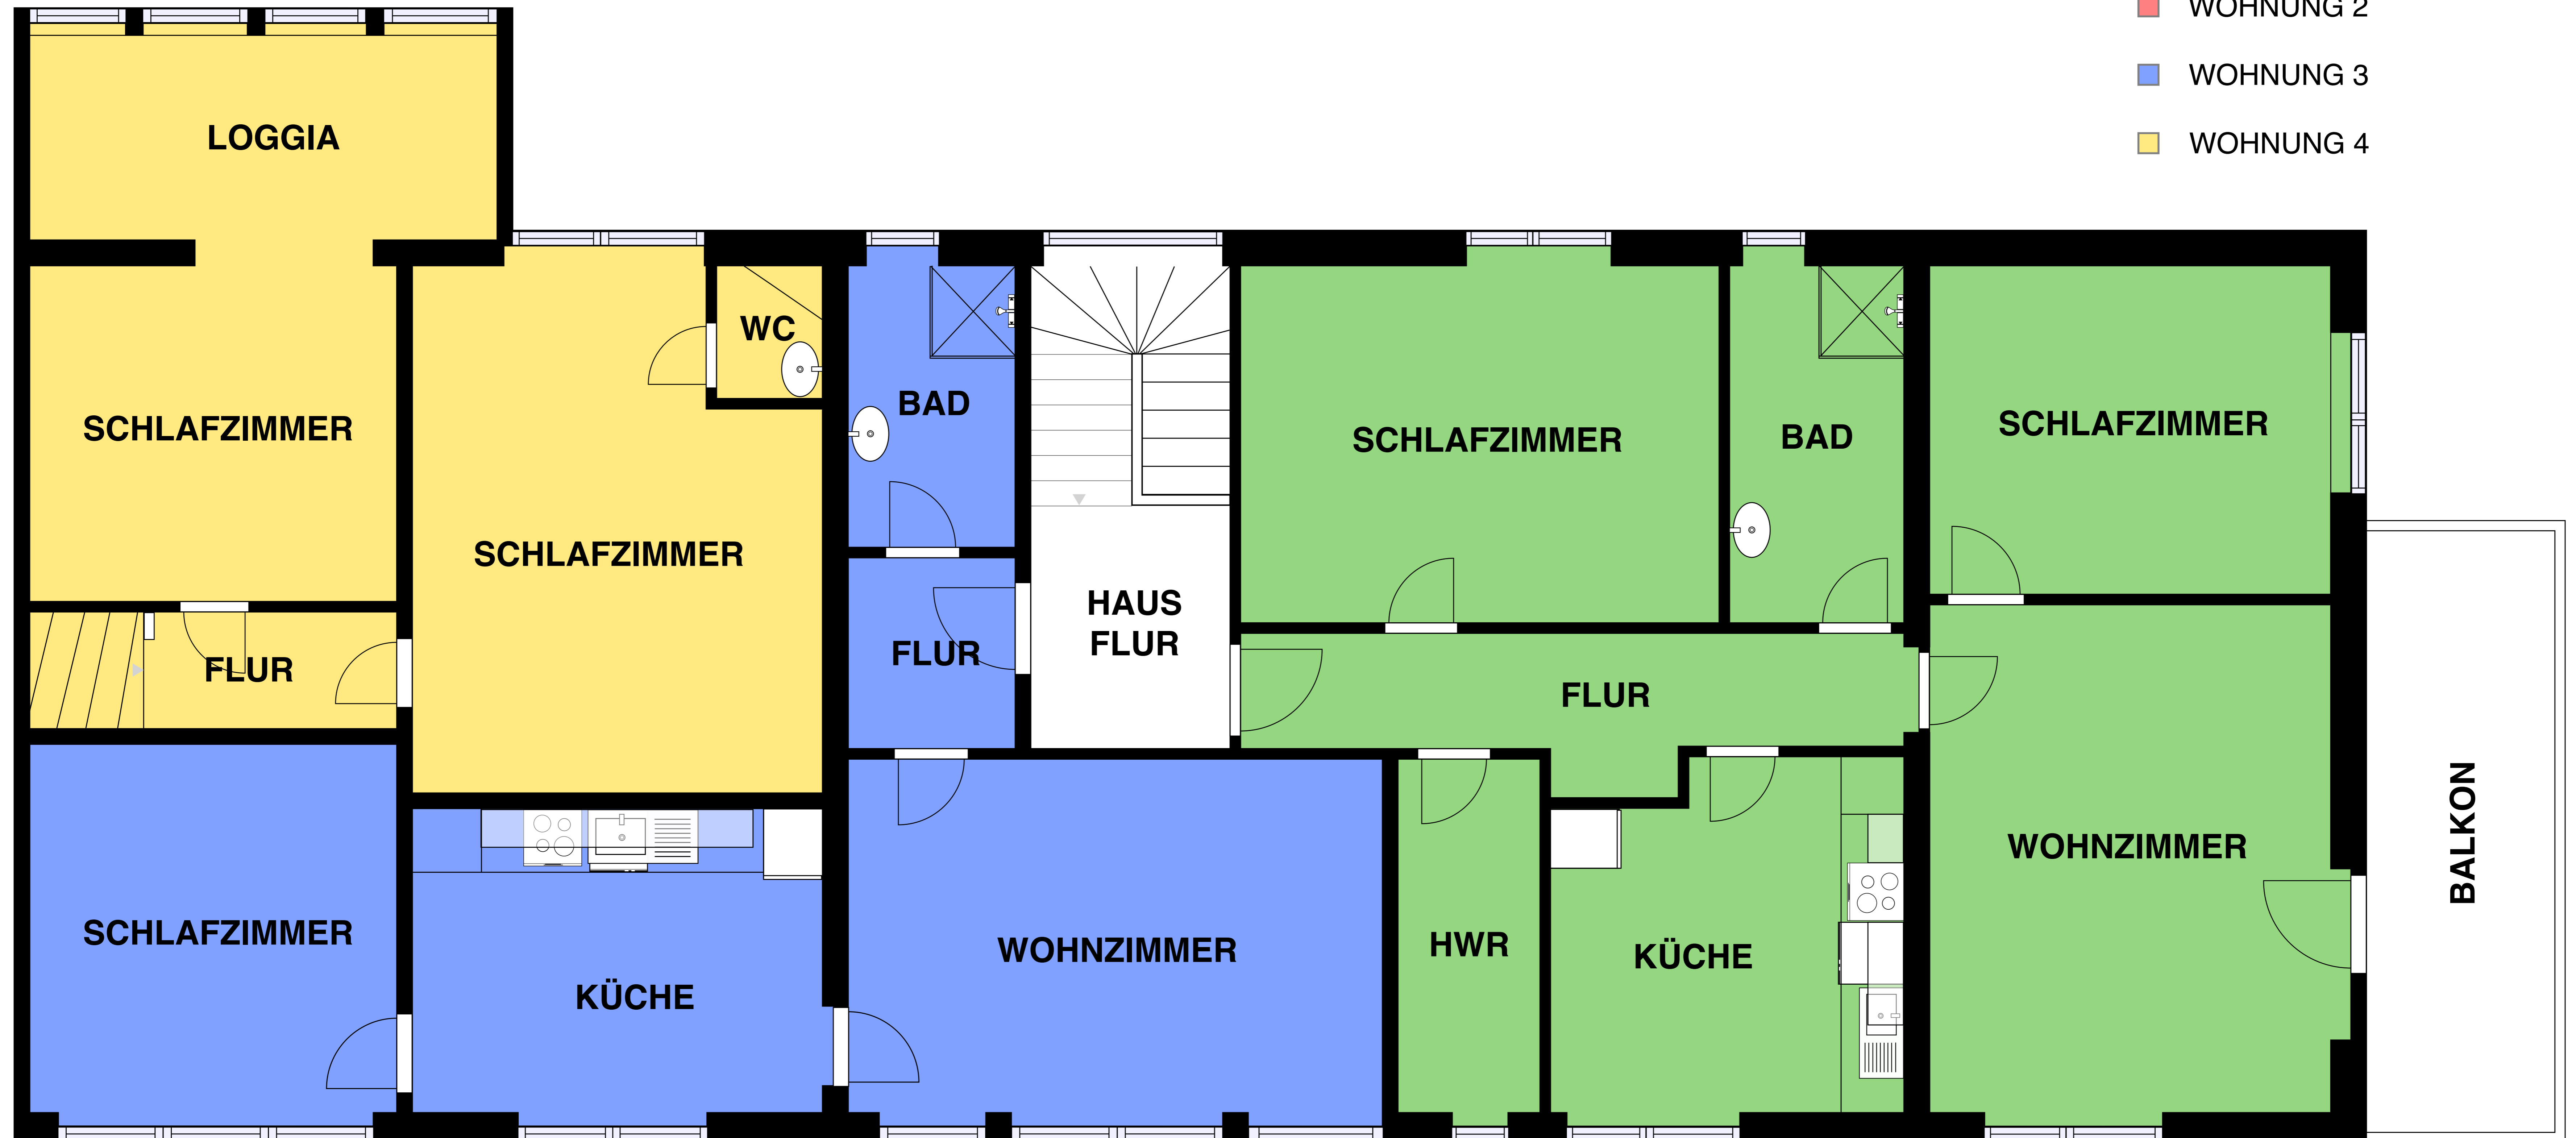 WOHNUNG 2
WOHNUNG 3
WOHNUNG 4
LOGGIA
WC
BAD
SCHLAFZIMMER
SCHLAFZIMMER
SCHLAFZIMMER
BAD
SCHLAFZIMMER
HAUS
FLUR
FLUR
FLUR
FLUR
WOHNZIMMER
BALKON
SCHLAFZIMMER
KÜCHE
WOHNZIMMER
HWR
KÜCHE